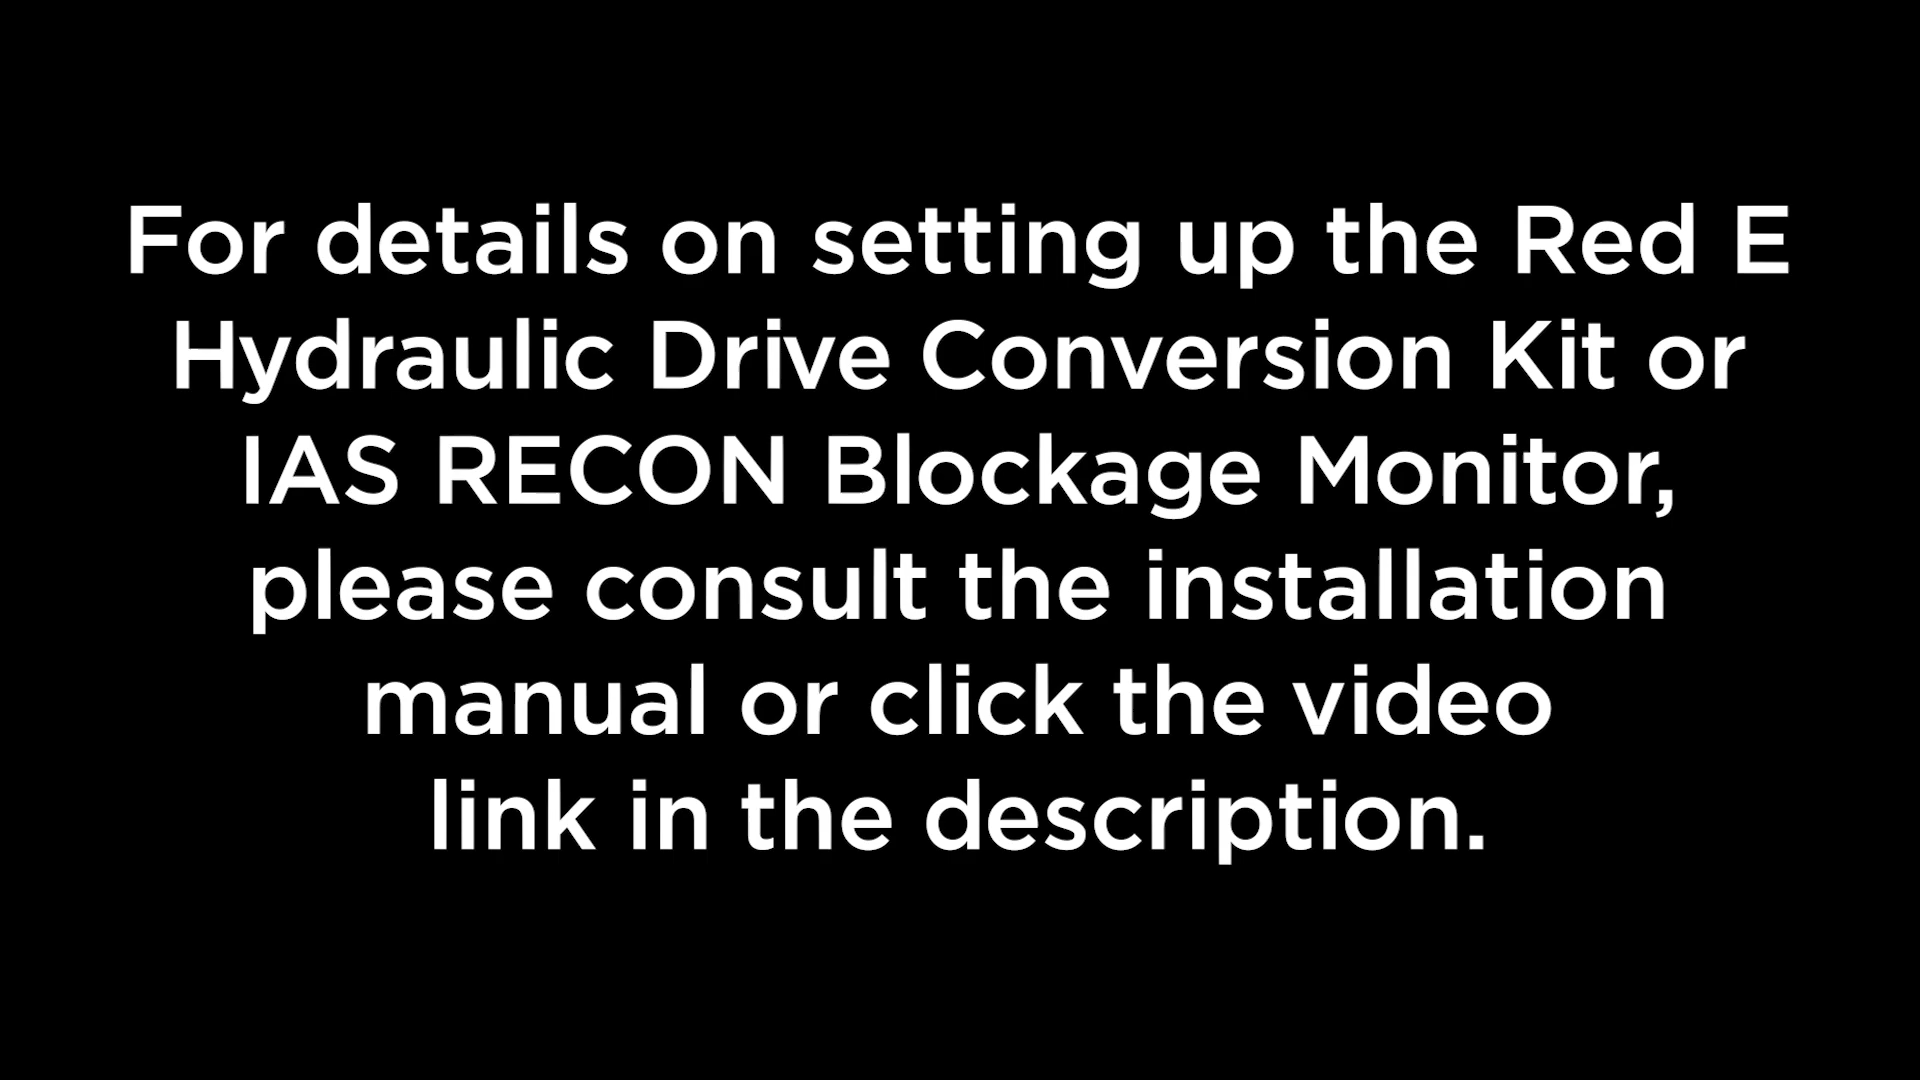 For details on setting up the Red E
Hydraulic Drive Conversion Kit or
IAS RECON Blockage Monitor,
please consult the installation
manual or click the video
link in the description.